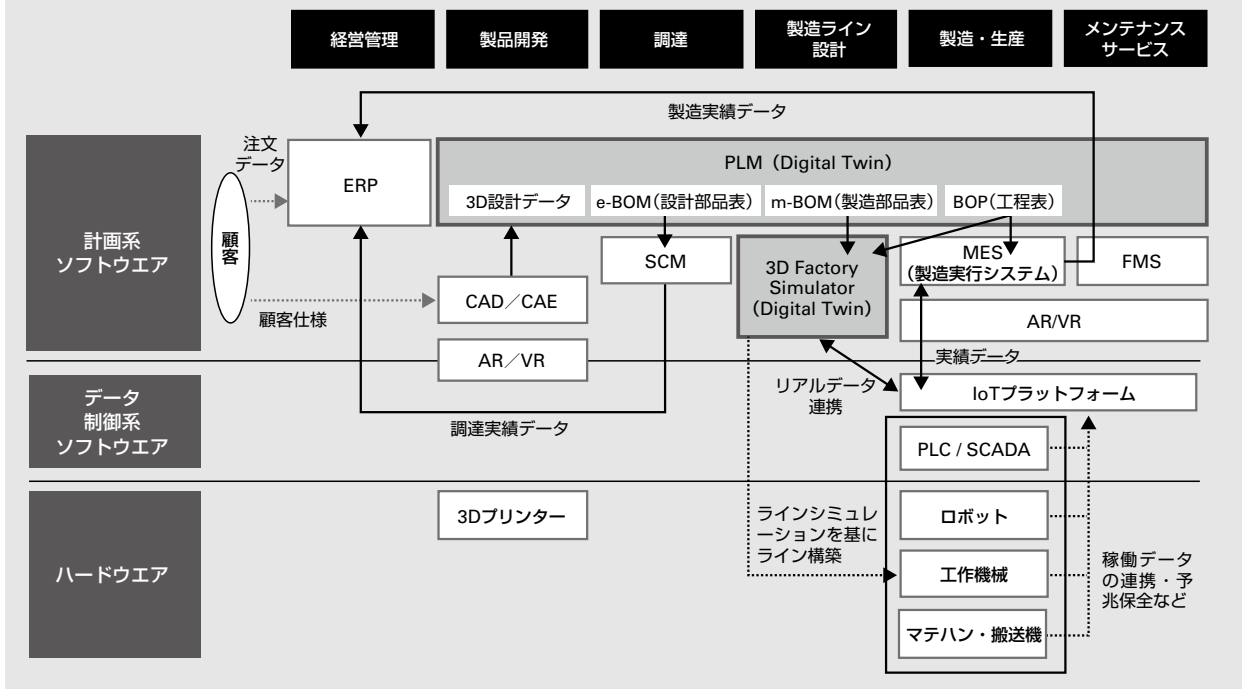 経営管理
製品開発
調達
製造ライン
設計
製造・生産
メンテナンス
サービス
製造実績データ
注文
データ
ERP
PLM（Digital Twin）
3D設計データ
e-BOM（設計部品表）
m-BOM（製造部品表）
BOP（工程表）
計画系
ソフトウエア
顧客
SCM
3D Factory
Simulator
（Digital Twin）
MES
（製造実行システム）
FMS
CAD／CAE
顧客仕様
AR/VR
AR／VR
実績データ
データ
制御系
ソフトウエア
リアルデータ
連携
IoTプラットフォーム
調達実績データ
PLC / SCADA
ハードウエア
3Dプリンター
ラインシミュレ
ーションを基に
ライン構築
ロボット
工作機械
マテハン・搬送機
稼働データ
の連携・予
兆保全など